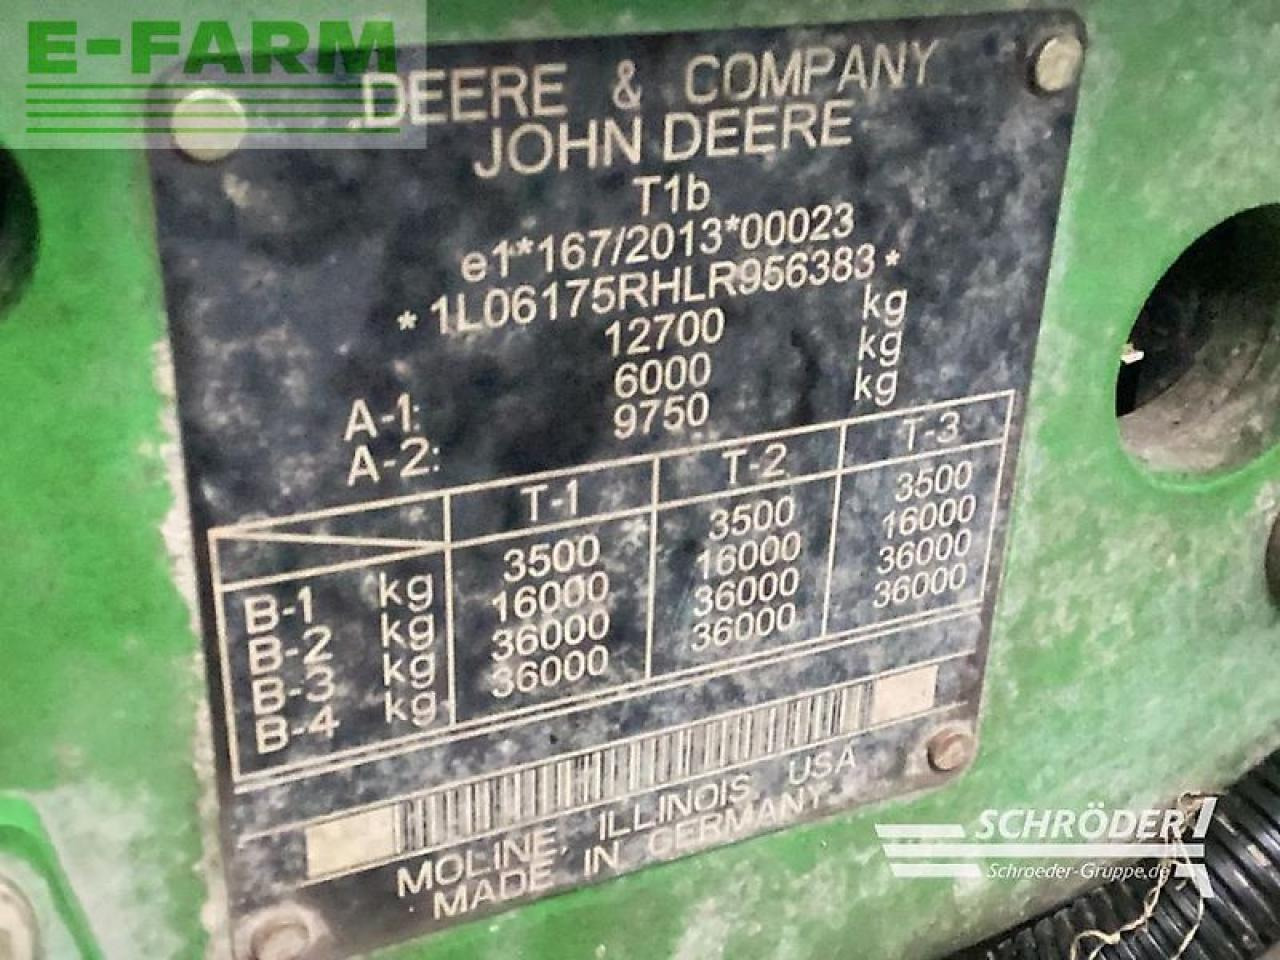 E-FARM
DEERE & COMPANY
JOHN DEERE
T1b
e1*167/2013*00023
*1L06175RHLR956383*
12700 kg
A-1: 6000 kg
A-2: 9750 kg
T-1 T-2 T-3
B-1 kg 3500 3500 3500
B-2 kg 16000 16000 16000
B-3 kg 36000 36000 36000
B-4 kg 36000 36000 36000
MOLINE, ILLINOIS USA
MADE IN GERMANY
SCHRÖDER
Schroeder-Gruppe.de